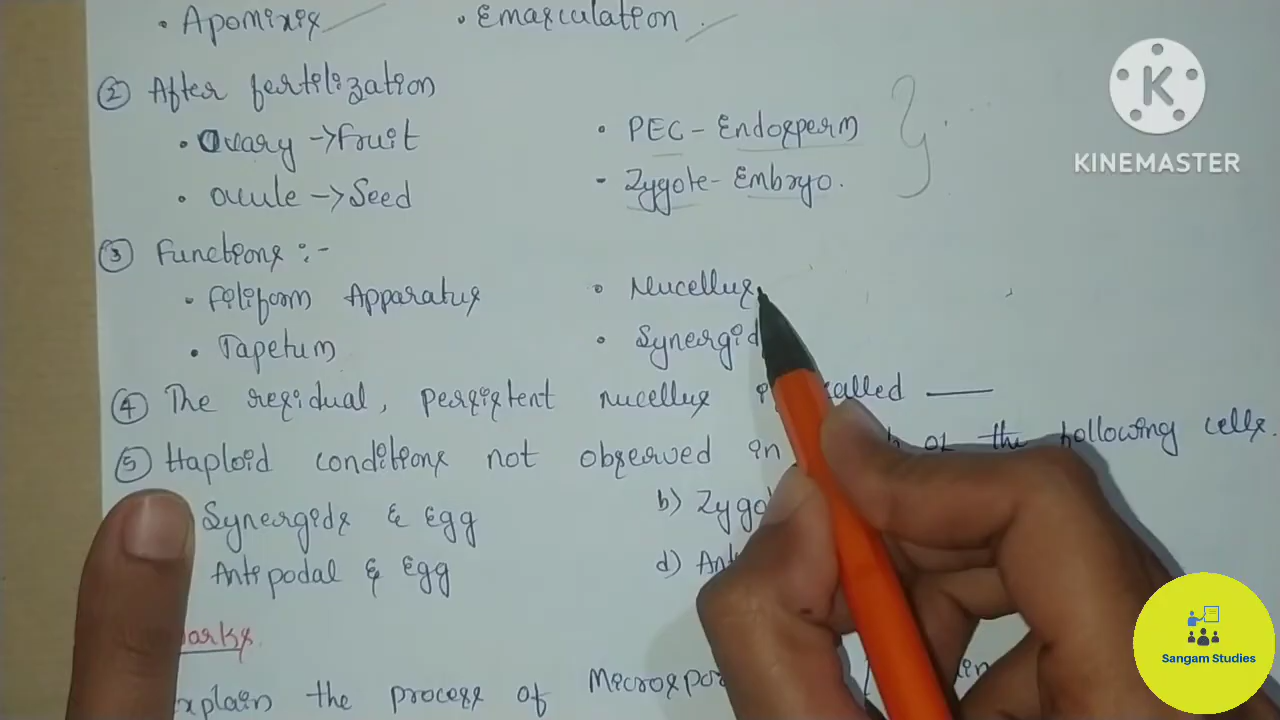 • Apomixis • Emasculation
② After fertilization
• Ovary → Fruit • PEC - Endosperm
• Ovule → Seed - Zygote - Embryo.
③ Functions :-
• Filiform Apparatus • Nucellus
• Tapetum • Synergid
④ The residual, persistent nucellus called ——
⑤ Haploid conditions not observed in of the following cells.
Synergids & Egg b) Zygo
Antipodal & Egg d) Ant
arks.
xplain the process of Microspor
KINEMASTER
Sangam Studies